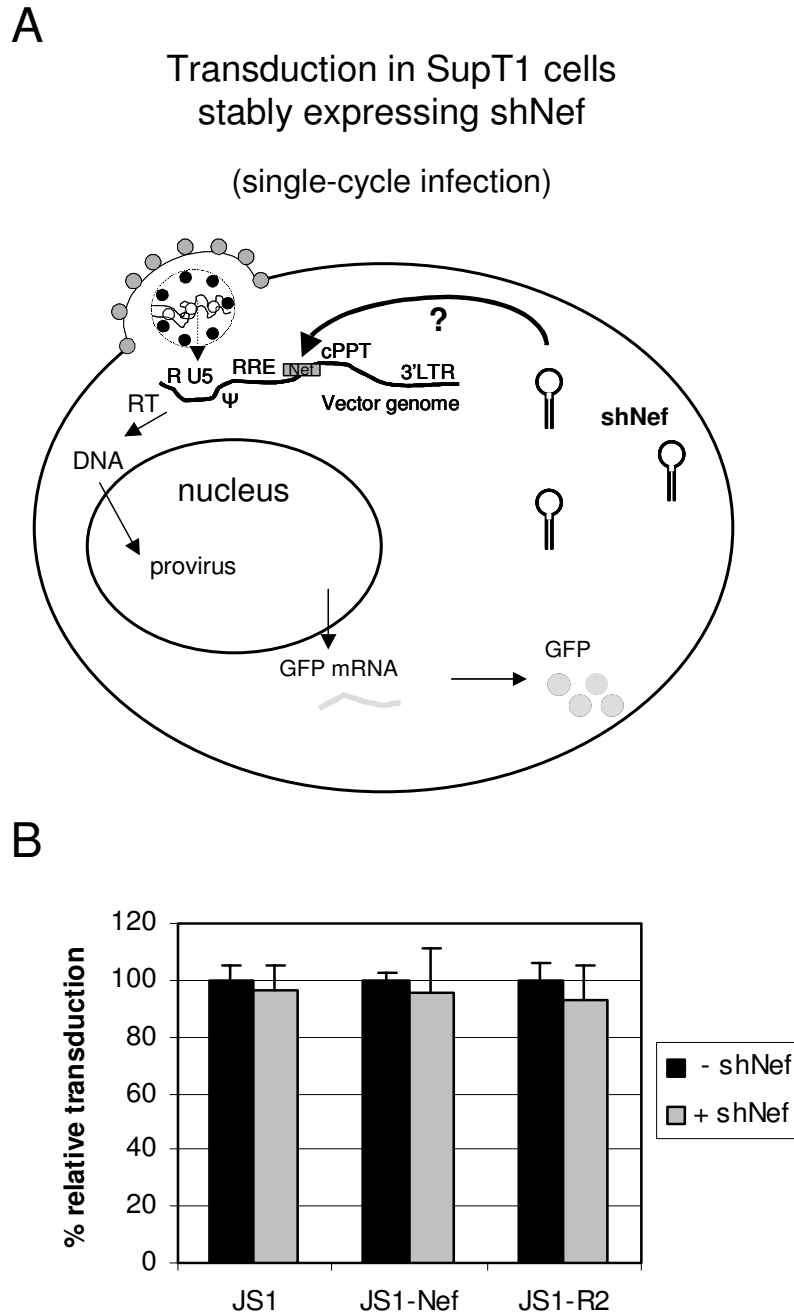 A
Transduction in SupT1 cells
stably expressing shNef
(single-cycle infection)
?
cPPT
RRE
Nef
R U5
3'LTR
Ψ
Vector genome
RT
shNef
DNA
nucleus
provirus
GFP mRNA
GFP
B
% relative transduction
120
100
80
60
40
20
0
JS1
JS1-Nef
JS1-R2
- shNef
+ shNef